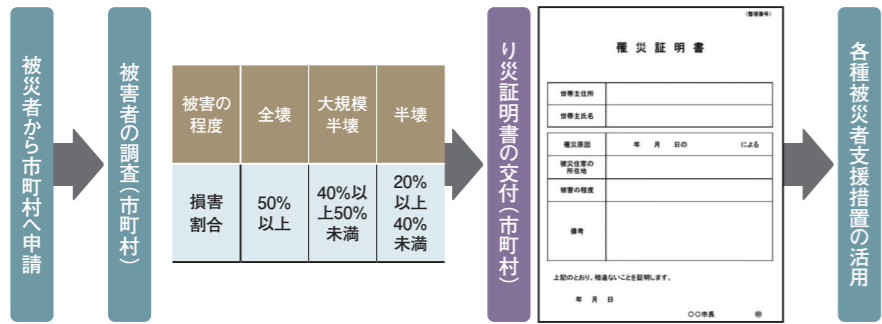 被災者から市町村へ申請
被害者の調査（市町村）
被害の
程度
全壊
大規模
半壊
半壊
損害
割合
50%
以上
40%以
上50%
未満
20%
以上
40%
未満
り災証明書の交付（市町村）
（整理番号）
罹災証明書
世帯主住所
世帯主氏名
罹災原因
年　月　日の　による
被災住家の
所在地
被害の程度
備考
上記のとおり、相違ないことを証明します。
年　月　日
〇〇市長　㊞
各種被災者支援措置の活用